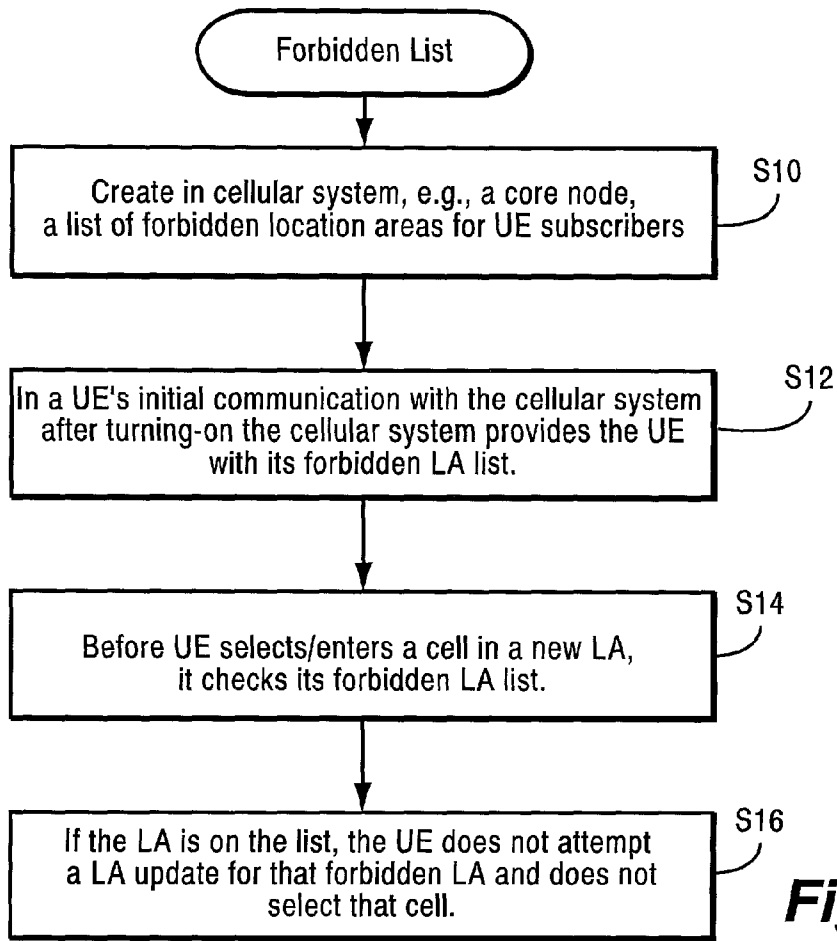 Forbidden List
Create in cellular system, e.g., a core node,
a list of forbidden location areas for UE subscribers
S10
In a UE's initial communication with the cellular system
after turning-on the cellular system provides the UE
with its forbidden LA list.
S12
Before UE selects/enters a cell in a new LA,
it checks its forbidden LA list.
S14
If the LA is on the list, the UE does not attempt
a LA update for that forbidden LA and does not
select that cell.
S16